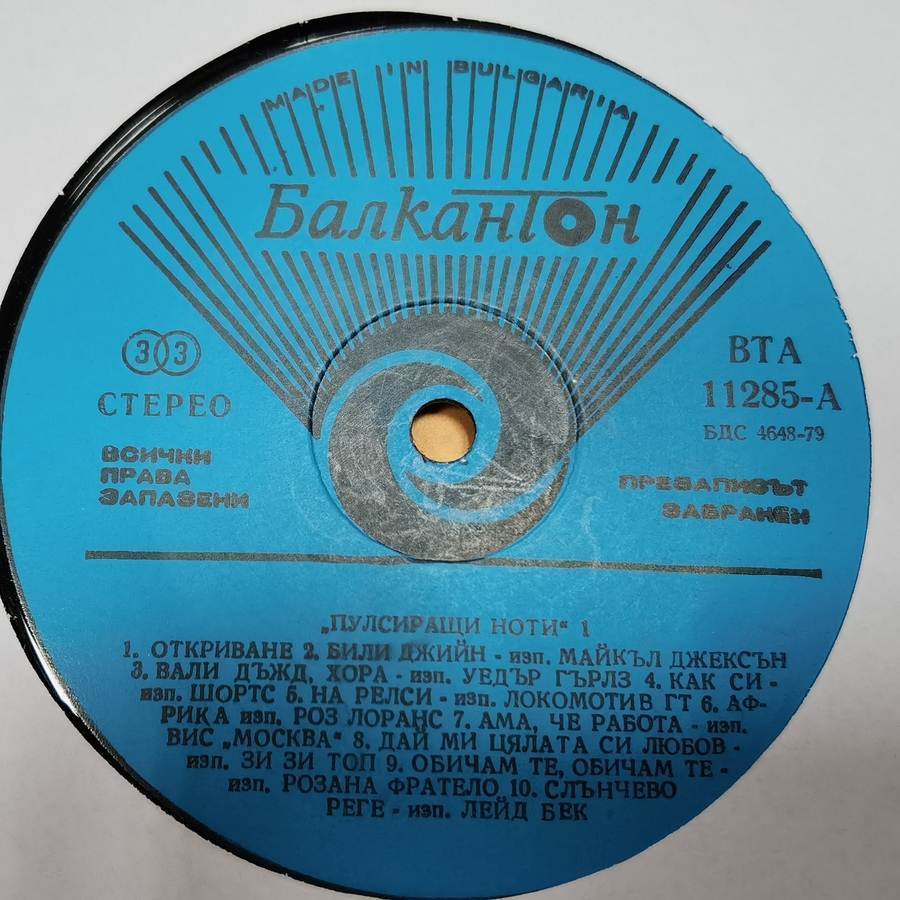 MADE IN BULGARIA
Балкантон
33
СТЕРЕО
ВСИЧКИ
ПРАВА
ЗАПАЗЕНИ
ВТА
11285-А
БДС 4648-79
ПРЕЗАПИСЪТ
ЗАБРАНЕН
„ПУЛСИРАЩИ НОТИ“ 1
1. ОТКРИВАНЕ 2. БИЛИ ДЖИЙН - изп. МАЙКЪЛ ДЖЕКСЪН
3. ВАЛИ ДЪЖД, ХОРА - изп. УЕДЪР ГЪРЛЗ 4. КАК СИ -
- изп. ШОРТС 5. НА РЕЛСИ - изп. ЛОКОМОТИВ ГТ 6. АФ-
РИКА изп. РОЗ ЛОРАНС 7. АМА, ЧЕ РАБОТА - изп.
ВИС „МОСКВА“ 8. ДАЙ МИ ЦЯЛАТА СИ ЛЮБОВ -
изп. ЗИ ЗИ ТОП 9. ОБИЧАМ ТЕ, ОБИЧАМ ТЕ -
изп. РОЗАНА ФРАТЕЛО 10. СЛЪНЧЕВО
РЕГЕ - изп. ЛЕЙД БЕК